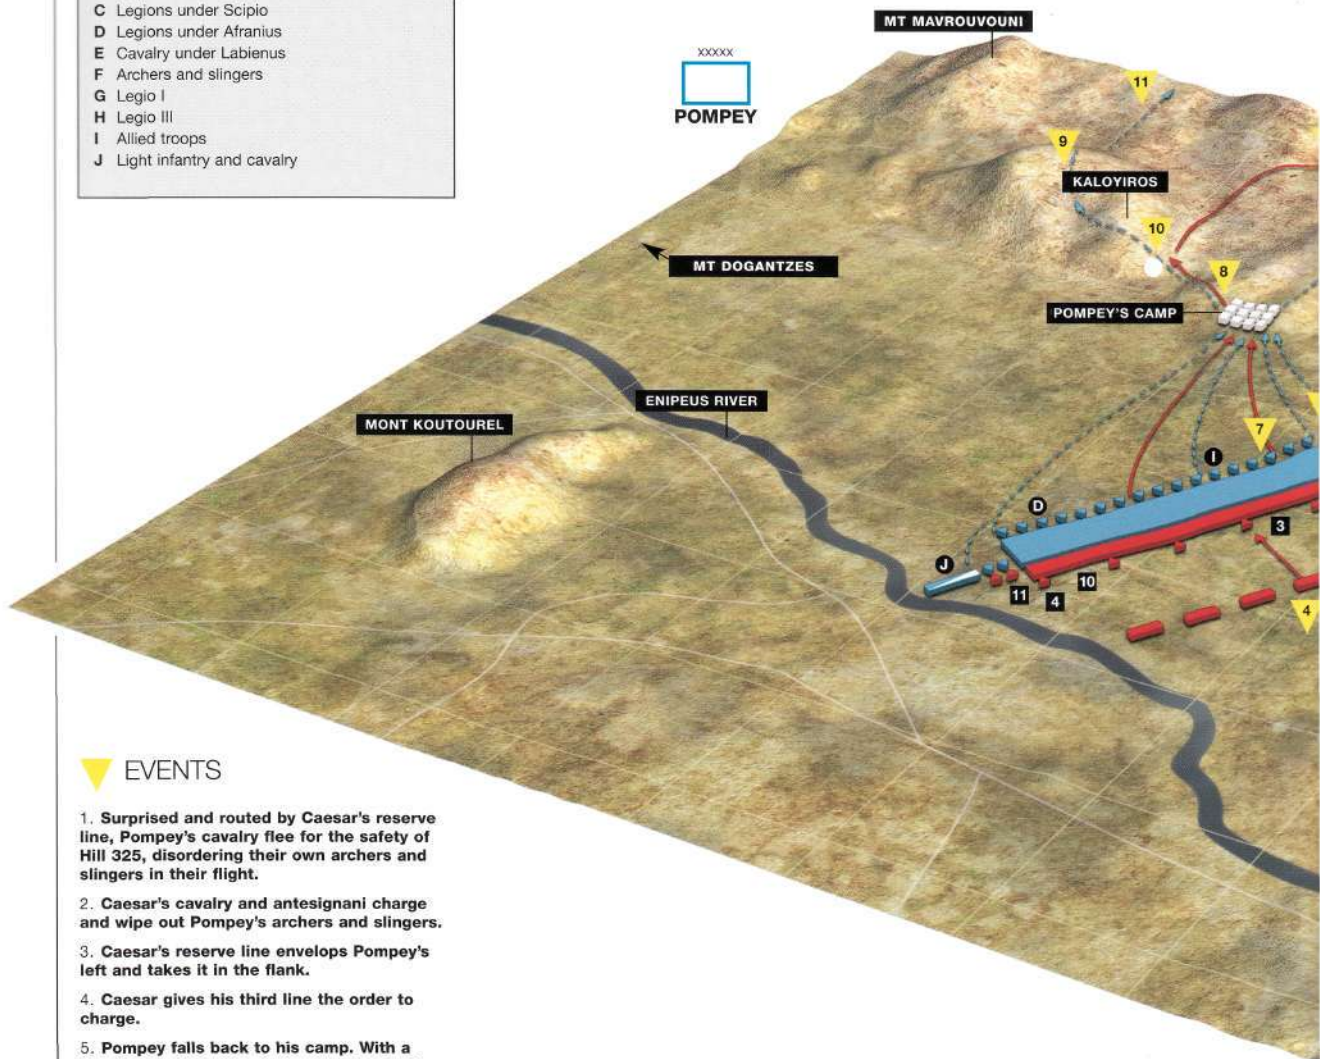 C Legions under Scipio
D Legions under Afranius
E Cavalry under Labienus
F Archers and slingers
G Legio I
H Legio III
I Allied troops
J Light infantry and cavalry
XXXXX
POMPEY
MT MAVROUVOUNI
11
9
KALOYIROS
10
MT DOGANTZES
8
POMPEY'S CAMP
ENIPEUS RIVER
MONT KOUTOUREL
7
I
D
3
J
10
11
4
4
EVENTS
1. Surprised and routed by Caesar's reserve
line, Pompey's cavalry flee for the safety of
Hill 325, disordering their own archers and
slingers in their flight.
2. Caesar's cavalry and antesignani charge
and wipe out Pompey's archers and slingers.
3. Caesar's reserve line envelops Pompey's
left and takes it in the flank.
4. Caesar gives his third line the order to
charge.
5. Pompey falls back to his camp. With a